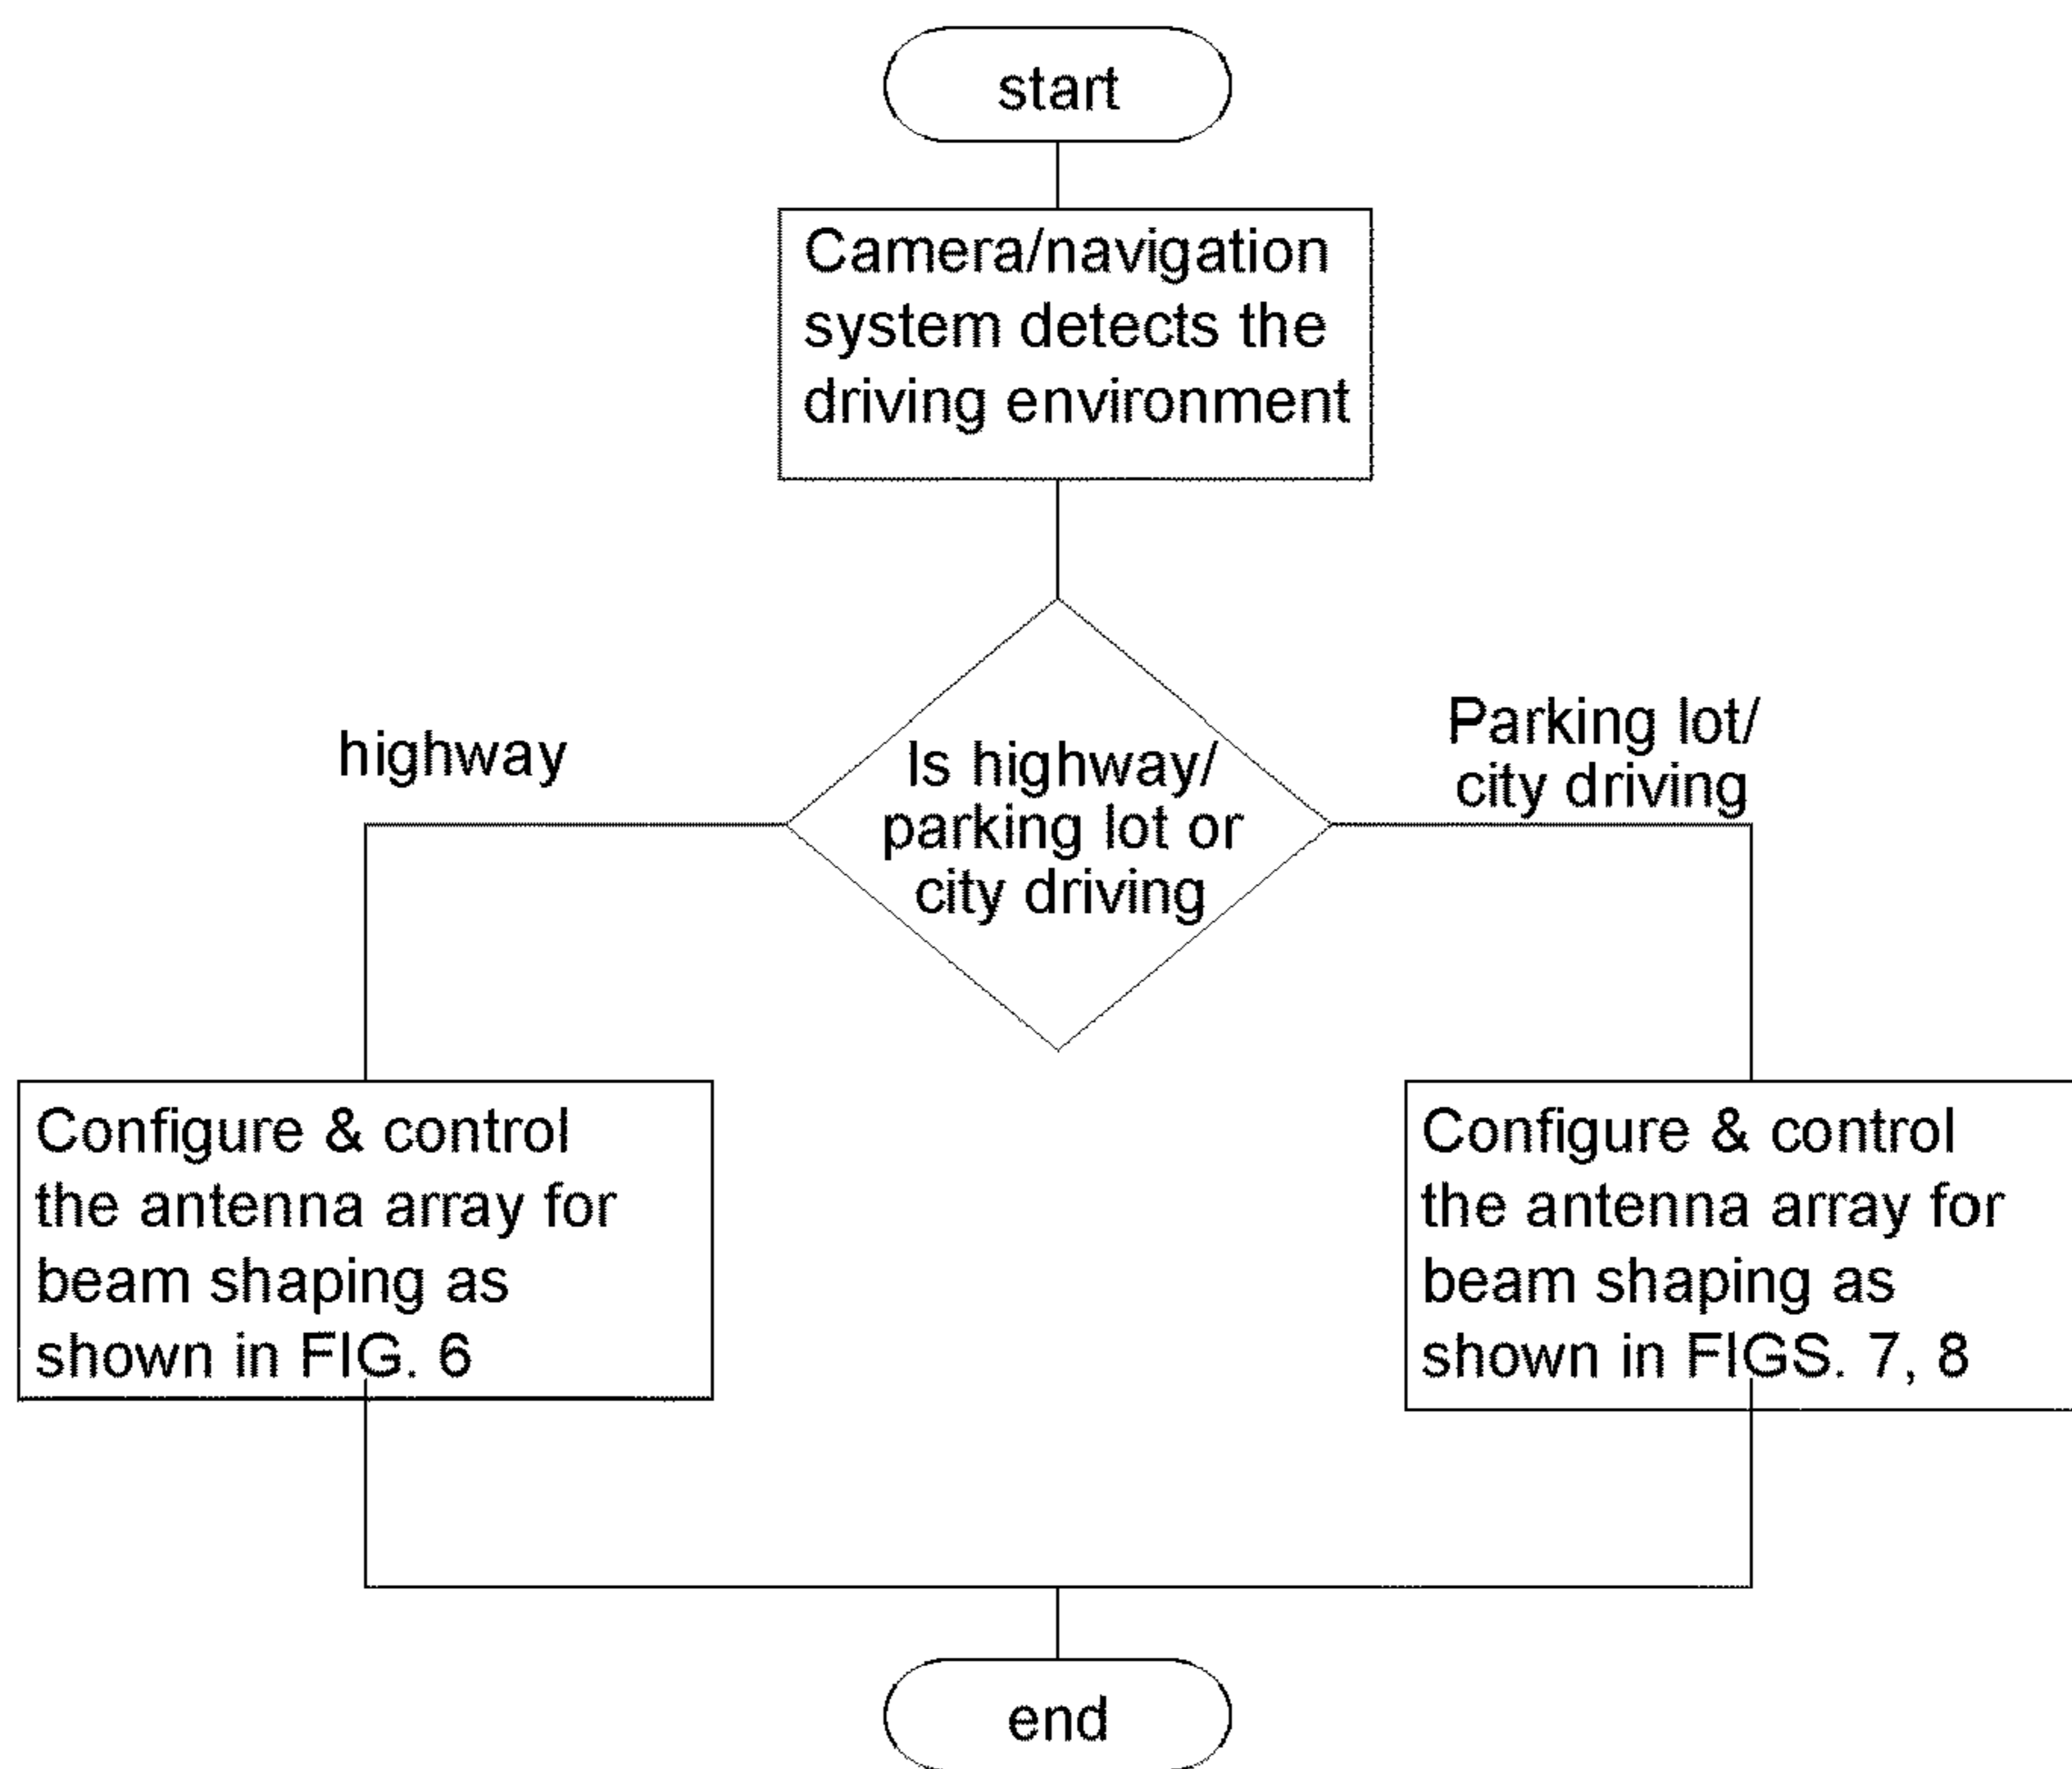 start
Camera/navigation
system detects the
driving environment
highway
Is highway/
parking lot or
city driving
Parking lot/
city driving
Configure & control
the antenna array for
beam shaping as
shown in FIG. 6
Configure & control
the antenna array for
beam shaping as
shown in FIGS. 7, 8
end